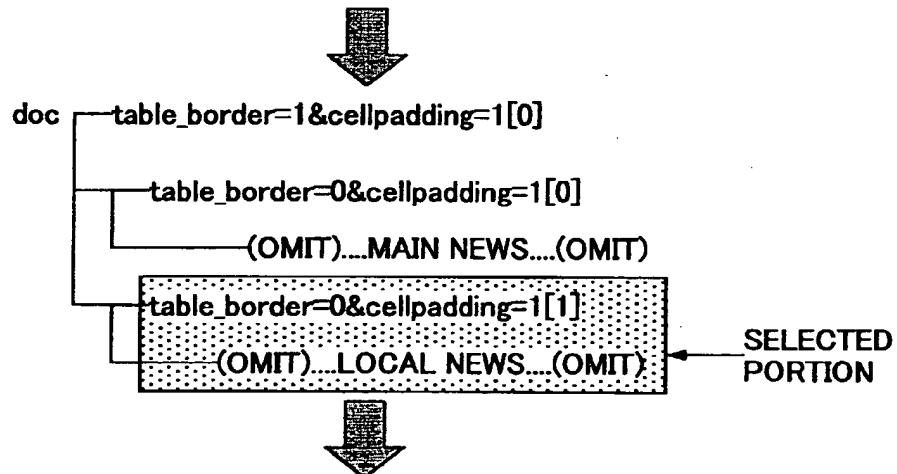 doc table_border=1&cellpadding=1[0]
table_border=0&cellpadding=1[0]
(OMIT)....MAIN NEWS....(OMIT)
table_border=0&cellpadding=1[1]
(OMIT)....LOCAL NEWS....(OMIT)
SELECTED
PORTION